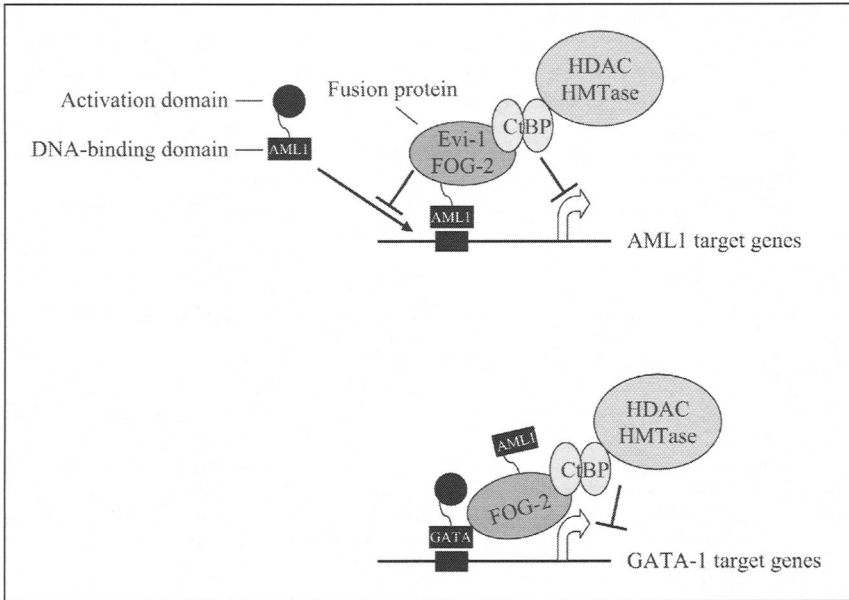 HDAC
HMTase
Fusion protein
Activation domain
CtBP
DNA-binding domain
AML1
Evi-1
FOG-2
AML1
AML1 target genes
HDAC
HMTase
AML1
CtBP
FOG-2
GATA
GATA-1 target genes